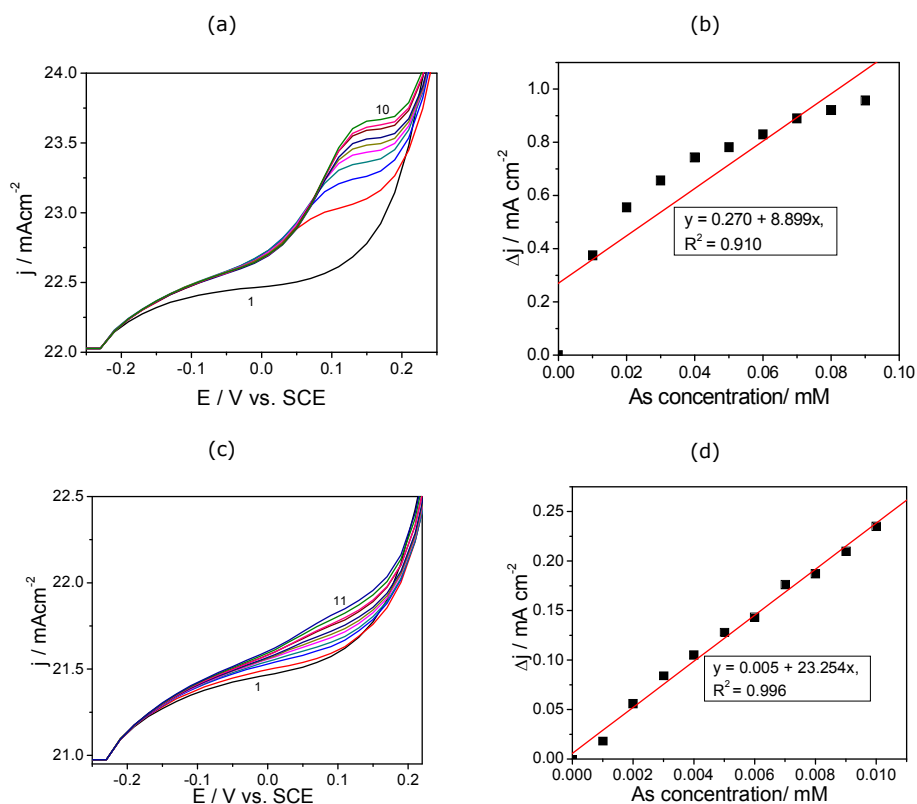 (a)
24.0
23.5
23.0
22.5
22.0
j / mAcm-2
10
1
-0.2 -0.1 0.0 0.1 0.2
E / V vs. SCE
(b)
1.0
0.8
0.6
0.4
0.2
0.0
Δj / mA cm-2
y = 0.270 + 8.899x,
R2 = 0.910
0.00 0.02 0.04 0.06 0.08 0.10
As concentration/ mM
(c)
22.5
22.0
21.5
21.0
j / mAcm-2
11
1
-0.2 -0.1 0.0 0.1 0.2
E / V vs. SCE
(d)
0.25
0.20
0.15
0.10
0.05
0.00
Δj / mA cm-2
y = 0.005 + 23.254x,
R2 = 0.996
0.000 0.002 0.004 0.006 0.008 0.010
As concentration/ mM